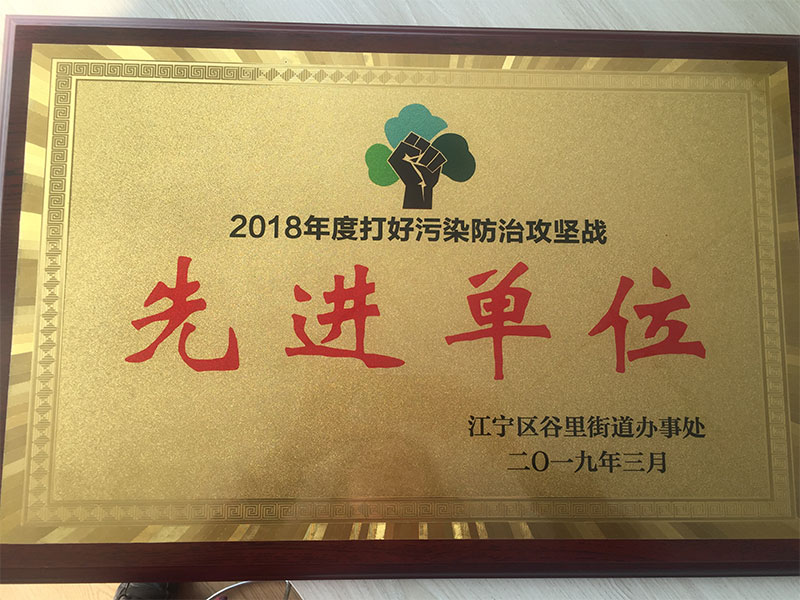 2018年度打好污染防治攻坚战
先进单位
江宁区谷里街道办事处
二〇一九年三月